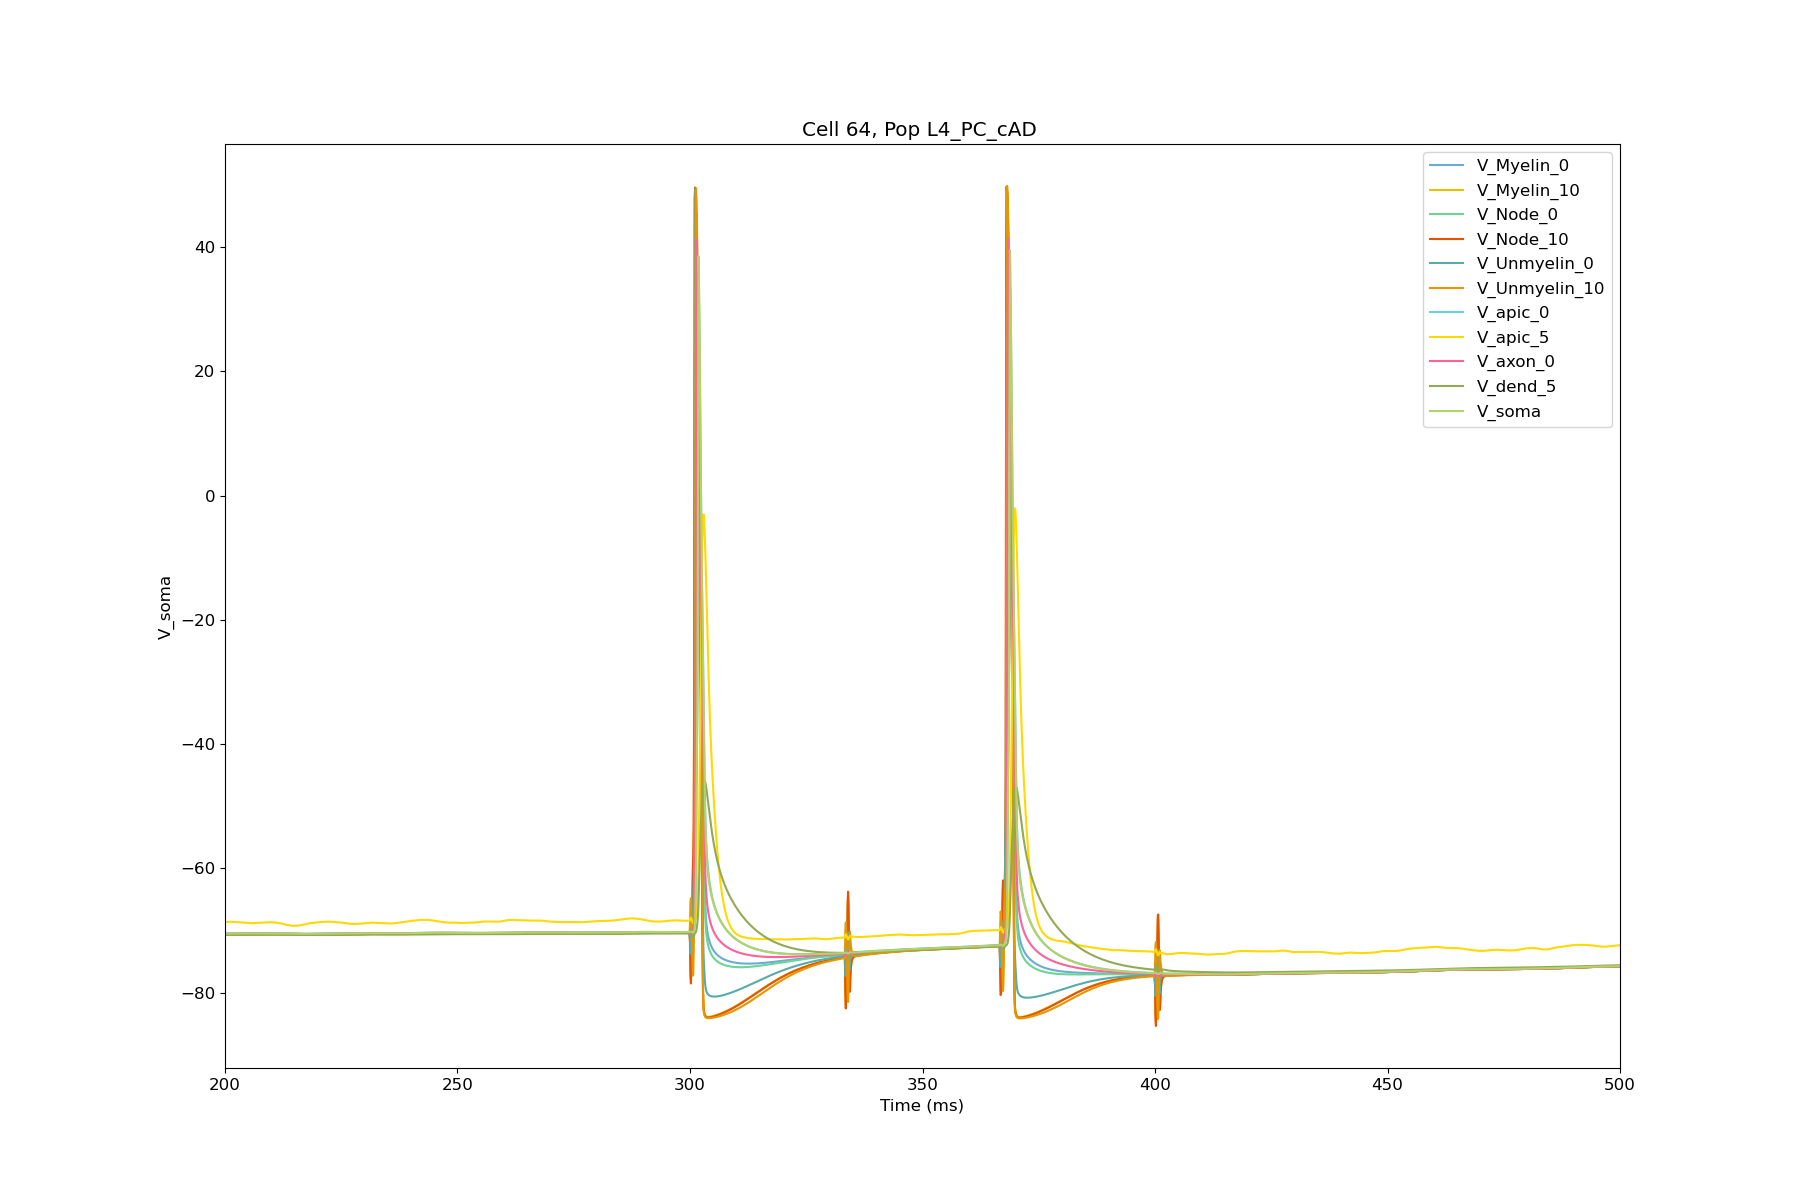 Cell 64, Pop L4_PC_cAD
V_Myelin_0
V_Myelin_10
V_Node_0
V_Node_10
V_Unmyelin_0
V_Unmyelin_10
V_apic_0
V_apic_5
V_axon_0
V_dend_5
V_soma
40
20
0
−20
−40
−60
−80
V_soma
200 250 300 350 400 450 500
Time (ms)